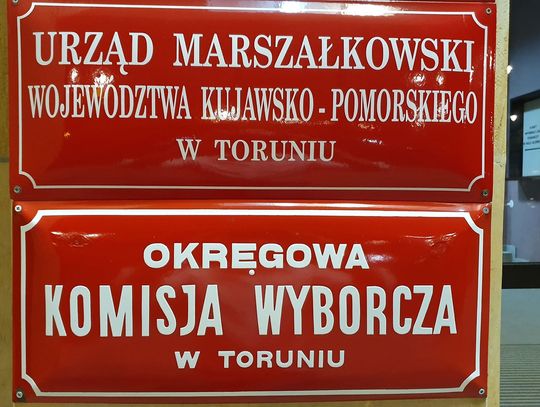 URZĄD MARSZAŁKOWSKI
WOJEWÓDZTWA KUJAWSKO-POMORSKIEGO
W TORUNIU
OKRĘGOWA
KOMISJA WYBORCZA
W TORUNIU